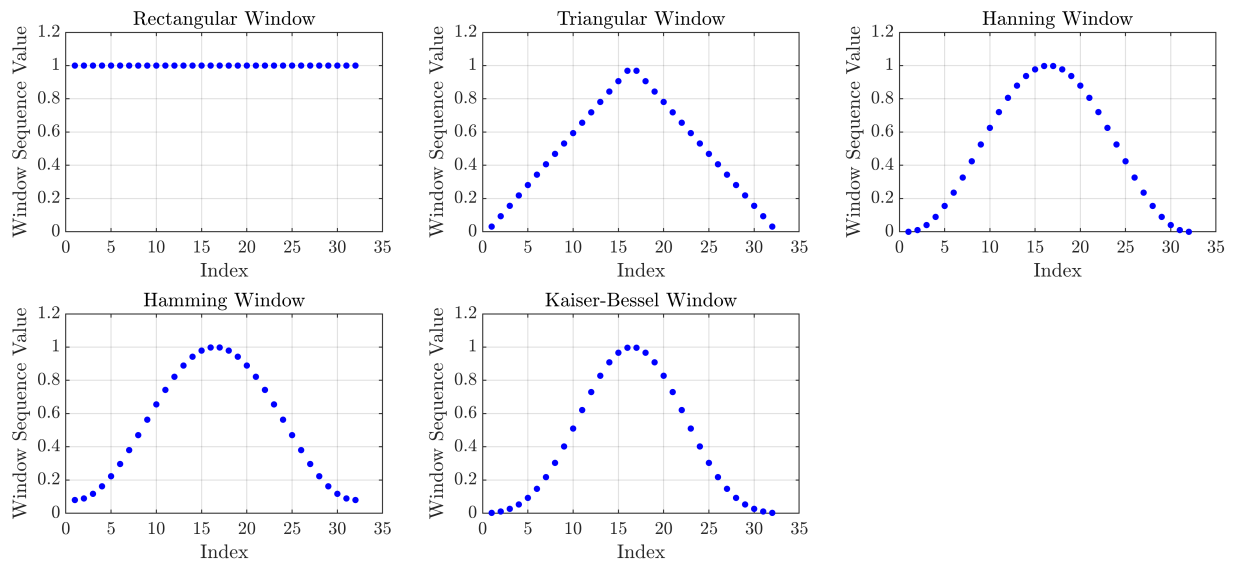 Rectangular Window
Window Sequence Value
1.2
1
0.8
0.6
0.4
0.2
0
0 5 10 15 20 25 30 35
Index
Triangular Window
Window Sequence Value
1.2
1
0.8
0.6
0.4
0.2
0
0 5 10 15 20 25 30 35
Index
Hanning Window
Window Sequence Value
1.2
1
0.8
0.6
0.4
0.2
0
0 5 10 15 20 25 30 35
Index
Hamming Window
Window Sequence Value
1.2
1
0.8
0.6
0.4
0.2
0
0 5 10 15 20 25 30 35
Index
Kaiser-Bessel Window
Window Sequence Value
1.2
1
0.8
0.6
0.4
0.2
0
0 5 10 15 20 25 30 35
Index